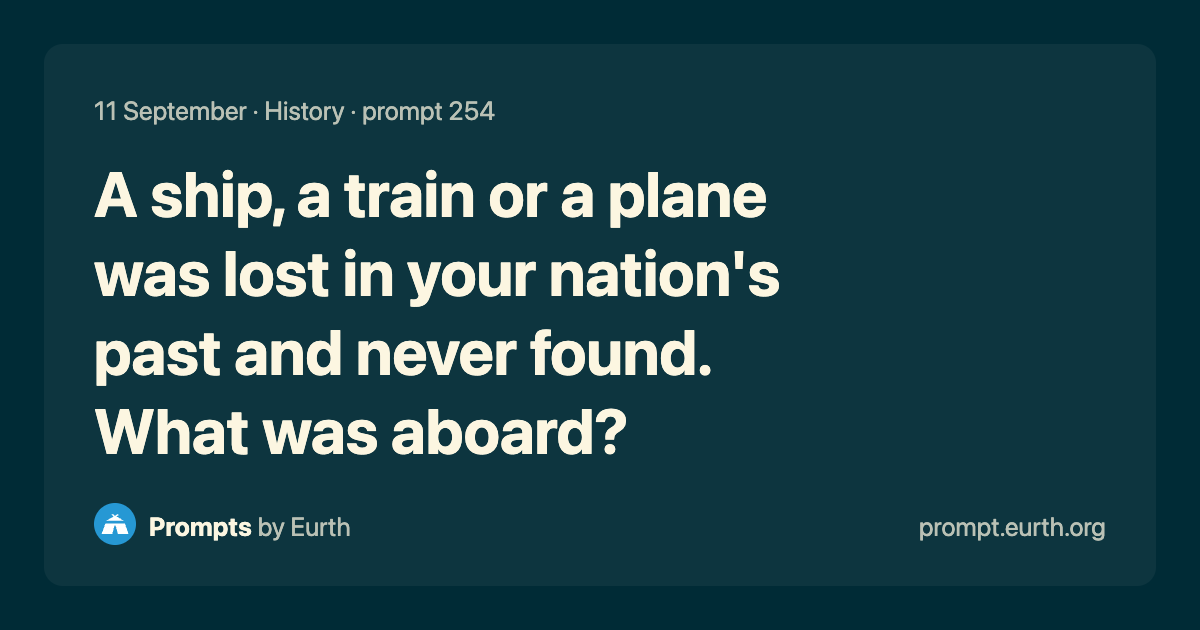 11 September · History · prompt 254
A ship, a train or a plane
was lost in your nation's
past and never found.
What was aboard?
Prompts by Eurth
prompt.eurth.org